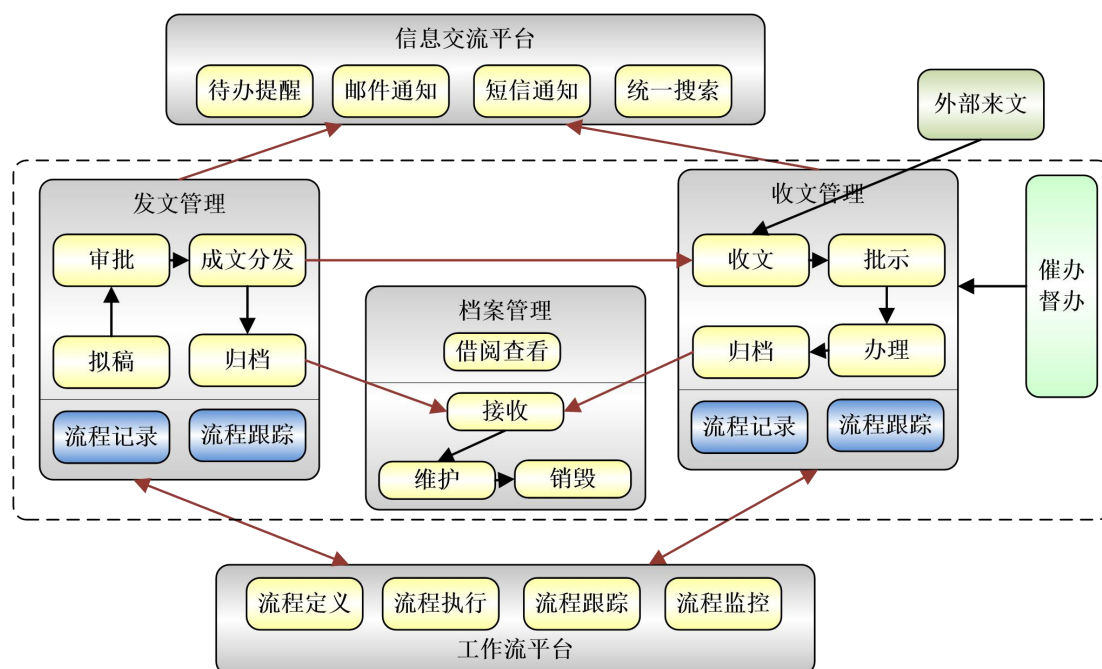 信息交流平台
待办提醒
邮件通知
短信通知
统一搜索
外部来文
发文管理
审批
成文分发
拟稿
归档
流程记录
流程跟踪
档案管理
借阅查看
接收
维护
销毁
收文管理
收文
批示
归档
办理
流程记录
流程跟踪
催办
督办
流程定义
流程执行
流程跟踪
流程监控
工作流平台